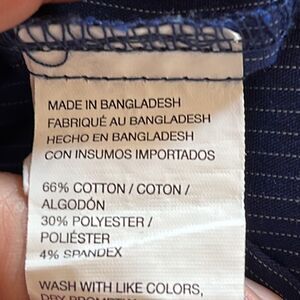 MADE IN BANGLADESH
FABRIQUÉ AU BANGLADESH
HECHO EN BANGLADESH
CON INSUMOS IMPORTADOS
66% COTTON / COTON /
ALGODÓN
30% POLYESTER /
POLIÉSTER
4% SPANDEX
WASH WITH LIKE COLORS,